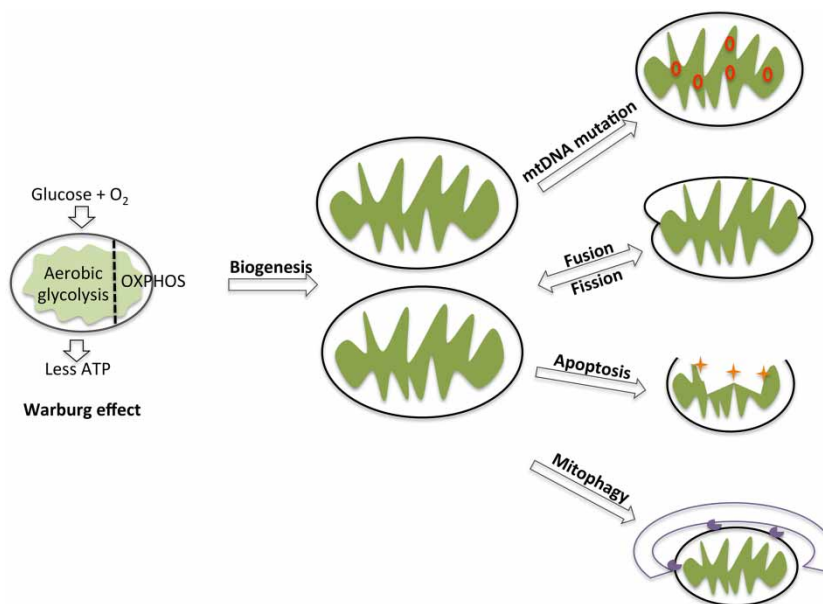 Glucose + O₂
Aerobic
glycolysis
OXPHOS
Less ATP
Warburg effect
Biogenesis
mtDNA mutation
Fusion
Fission
Apoptosis
Mitophagy